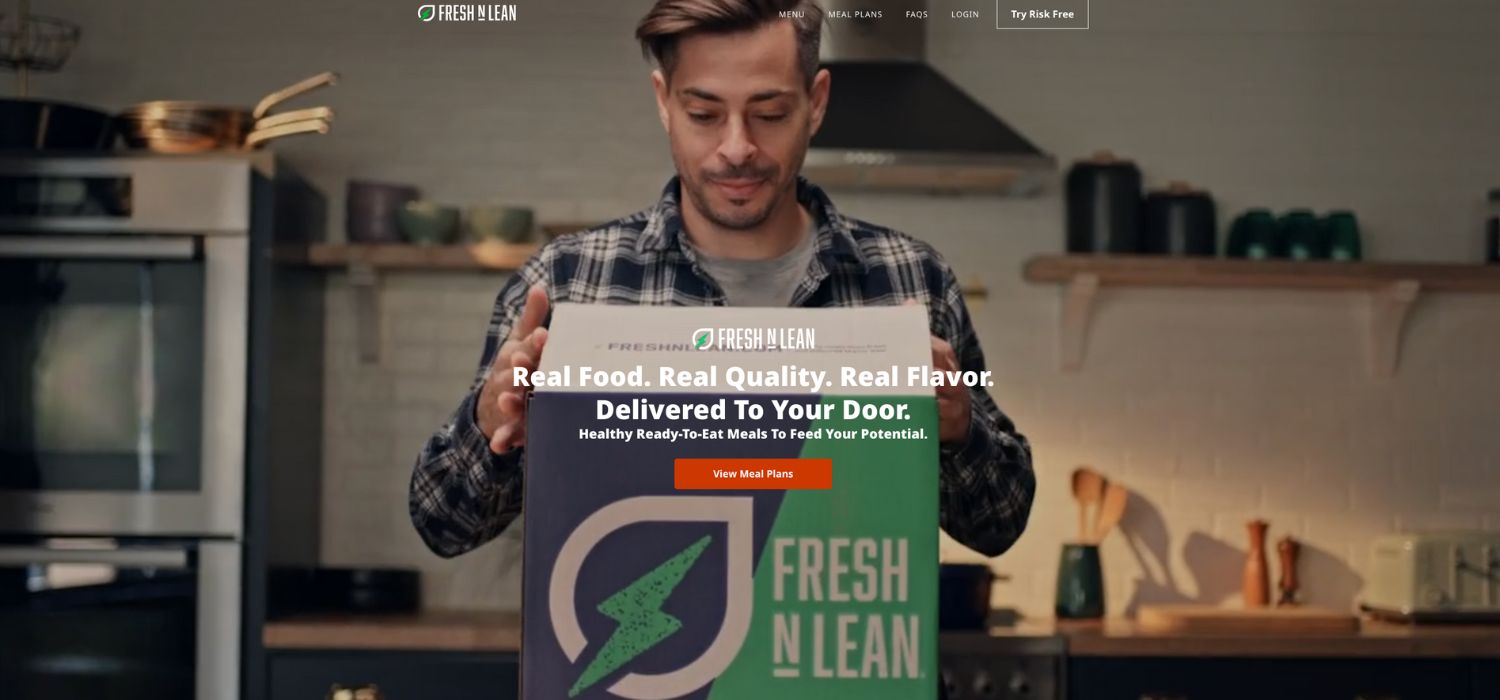 FRESH N LEAN
MENU
MEAL PLANS
FAQS
LOGIN
Try Risk Free
FRESHNLEAN.COM
FRESH N LEAN
Real Food. Real Quality. Real Flavor.
Delivered To Your Door.
Healthy Ready-To-Eat Meals To Feed Your Potential.
View Meal Plans
FRESH
N LEAN